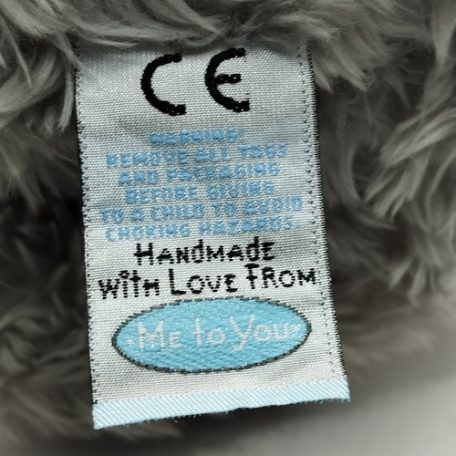 CE
WARNING!
REMOVE ALL TAGS
AND PACKAGING
BEFORE GIVING
TO A CHILD TO AVOID
CHOKING HAZARDS
HANDMADE
WITH LOVE FROM
ME TO YOU